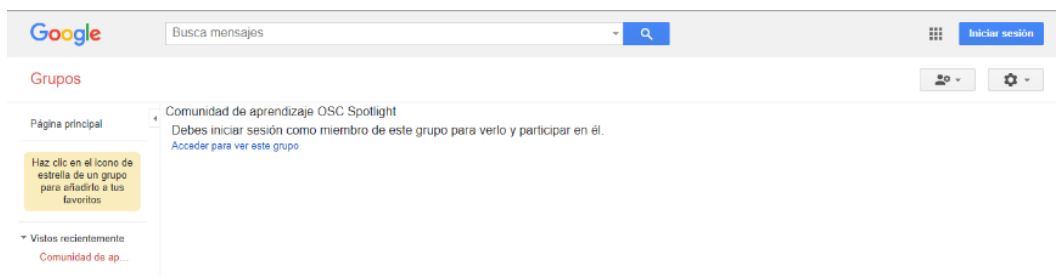 Google
Busca mensajes
Iniciar sesión
Grupos
Página principal
Haz clic en el icono de
estrella de un grupo
para añadirlo a tus
favoritos
Vistos recientemente
Comunidad de ap...
Comunidad de aprendizaje OSC Spotlight
Debes iniciar sesión como miembro de este grupo para verlo y participar en él.
Acceder para ver este grupo